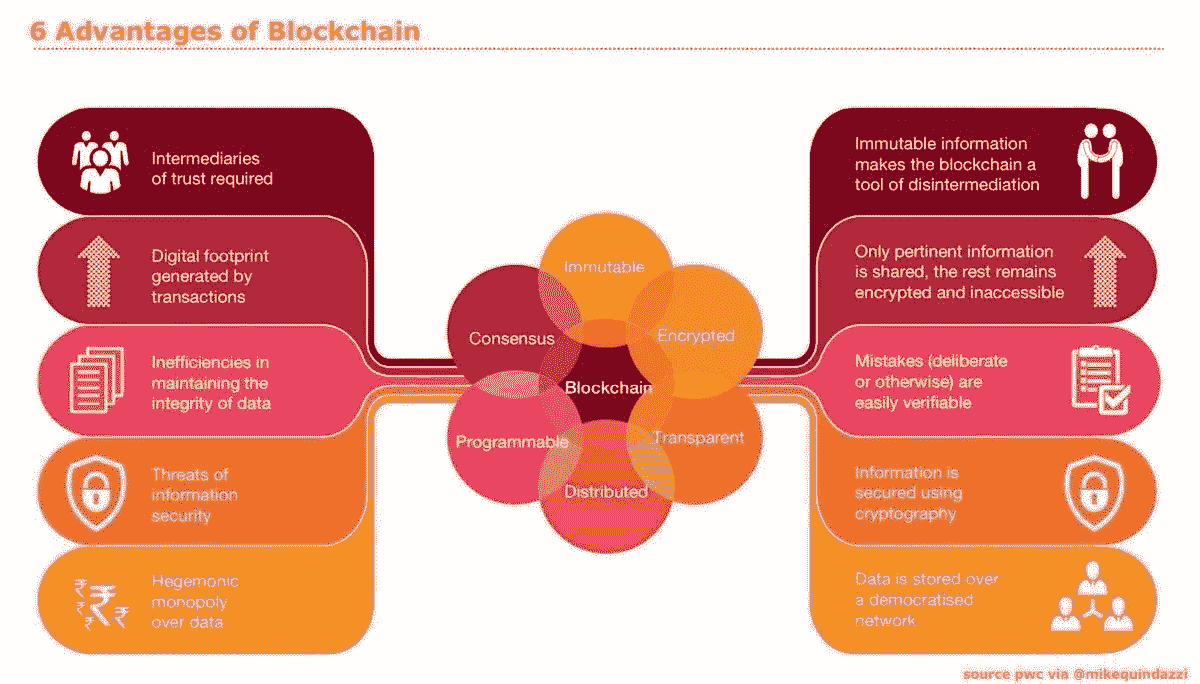 6 Advantages of Blockchain
Intermediaries
of trust required
Digital footprint
generated by
transactions
Inefficiencies in
maintaining the
integrity of data
Threats of
information
security
Hegemonic
monopoly
over data
Immutable
Consensus
Encrypted
Blockchain
Programmable
Transparent
Distributed
Immutable information
makes the blockchain a
tool of disintermediation
Only pertinent information
is shared, the rest remains
encrypted and inaccessible
Mistakes (deliberate
or otherwise) are
easily verifiable
Information is
secured using
cryptography
Data is stored over
a democratised
network
source pwc via @mikequindazzi